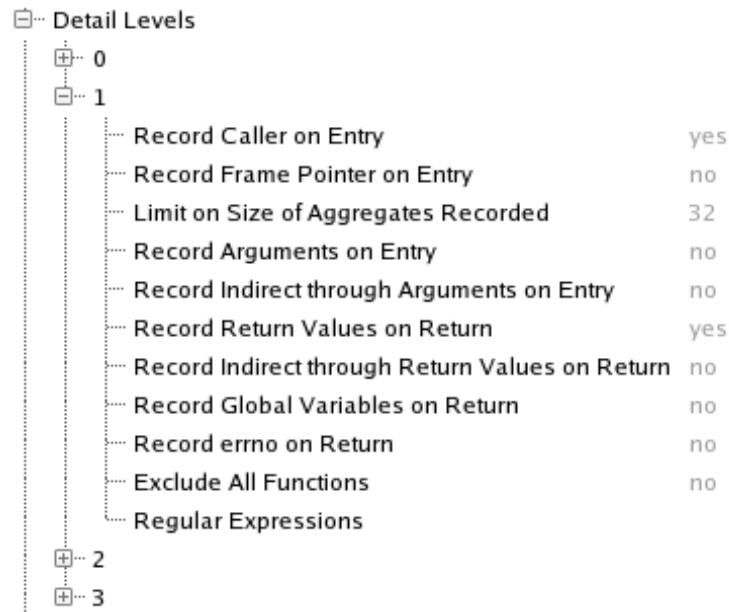 Detail Levels
0
1
Record Caller on Entry yes
Record Frame Pointer on Entry no
Limit on Size of Aggregates Recorded 32
Record Arguments on Entry no
Record Indirect through Arguments on Entry no
Record Return Values on Return yes
Record Indirect through Return Values on Return no
Record Global Variables on Return no
Record errno on Return no
Exclude All Functions no
Regular Expressions
2
3